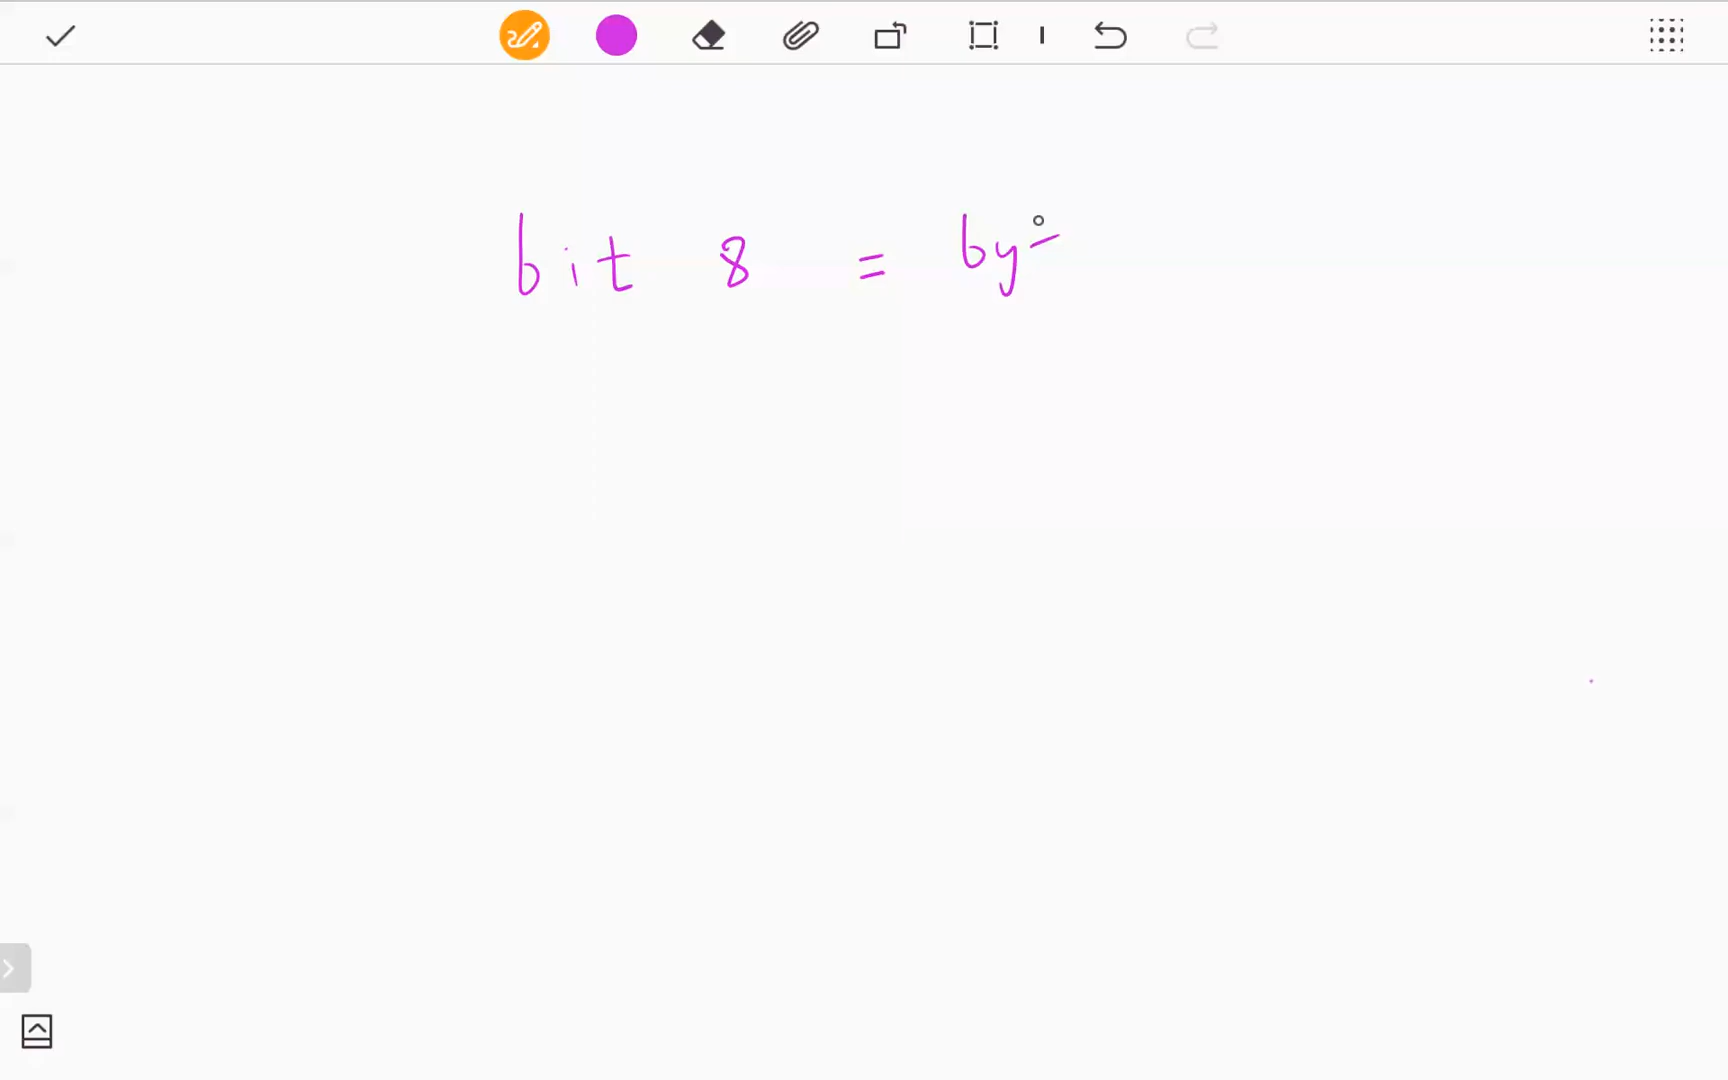 bit 8 = by